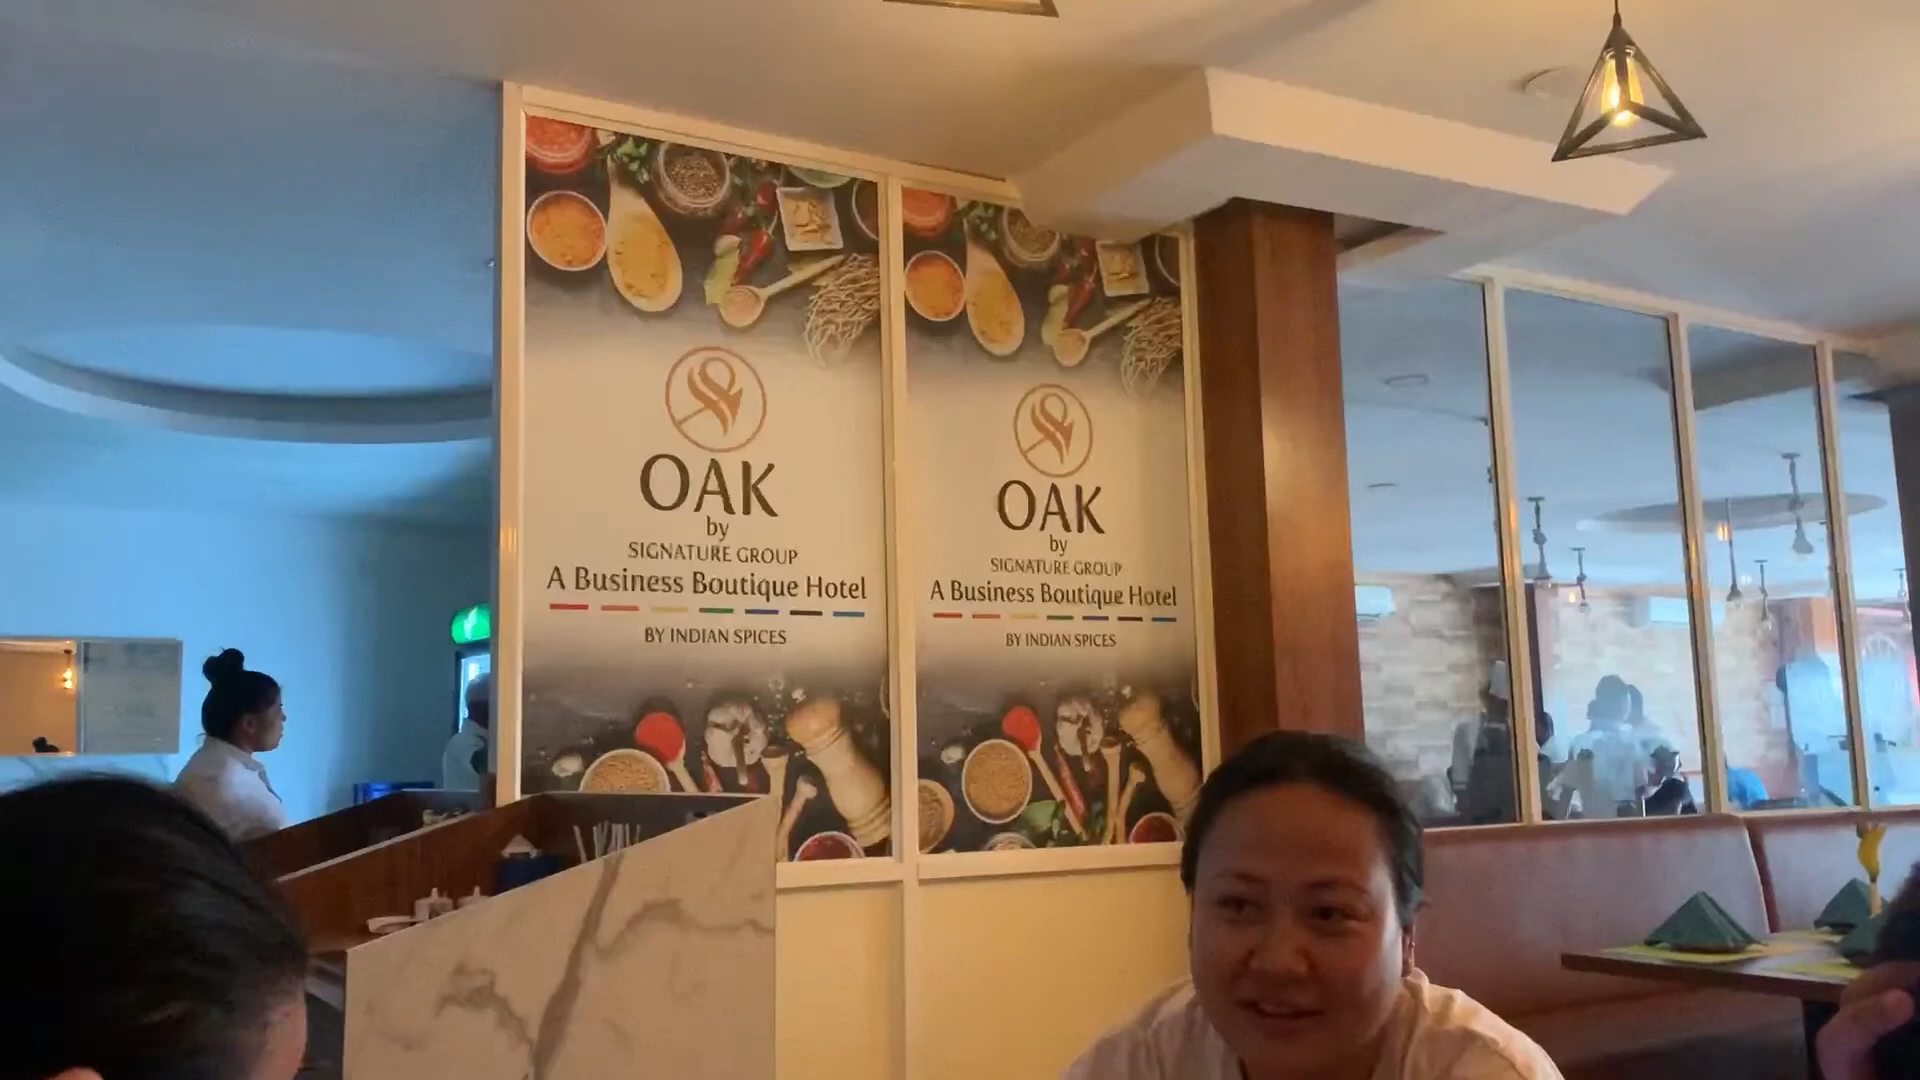 OAK
by
SIGNATURE GROUP
A Business Boutique Hotel
BY INDIAN SPICES
OAK
by
SIGNATURE GROUP
A Business Boutique Hotel
BY INDIAN SPICES